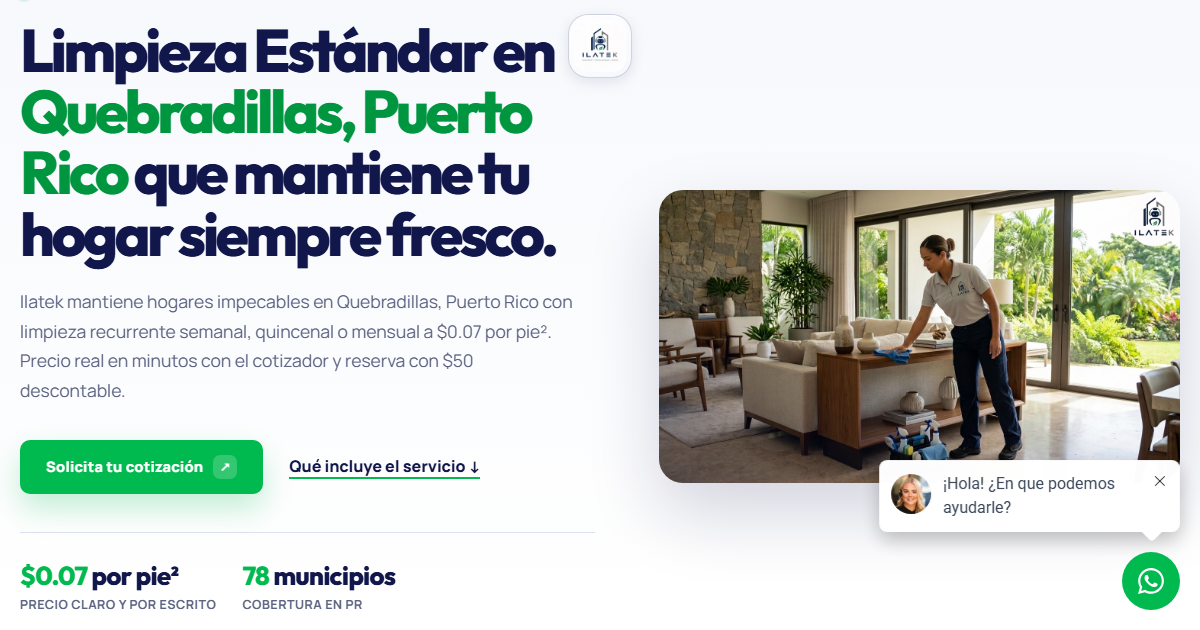 Limpieza Estándar en
ILATEK
Quebradillas, Puerto
Rico que mantiene tu
hogar siempre fresco.
ILATEK
ILATEK
Ilatek mantiene hogares impecables en Quebradillas, Puerto Rico con
limpieza recurrente semanal, quincenal o mensual a $0.07 por pie².
Precio real en minutos con el cotizador y reserva con $50
descontable.
Solicita tu cotización ↗
Qué incluye el servicio ↓
¡Hola! ¿En que podemos
ayudarle?
$0.07 por pie²
78 municipios
PRECIO CLARO Y POR ESCRITO
COBERTURA EN PR